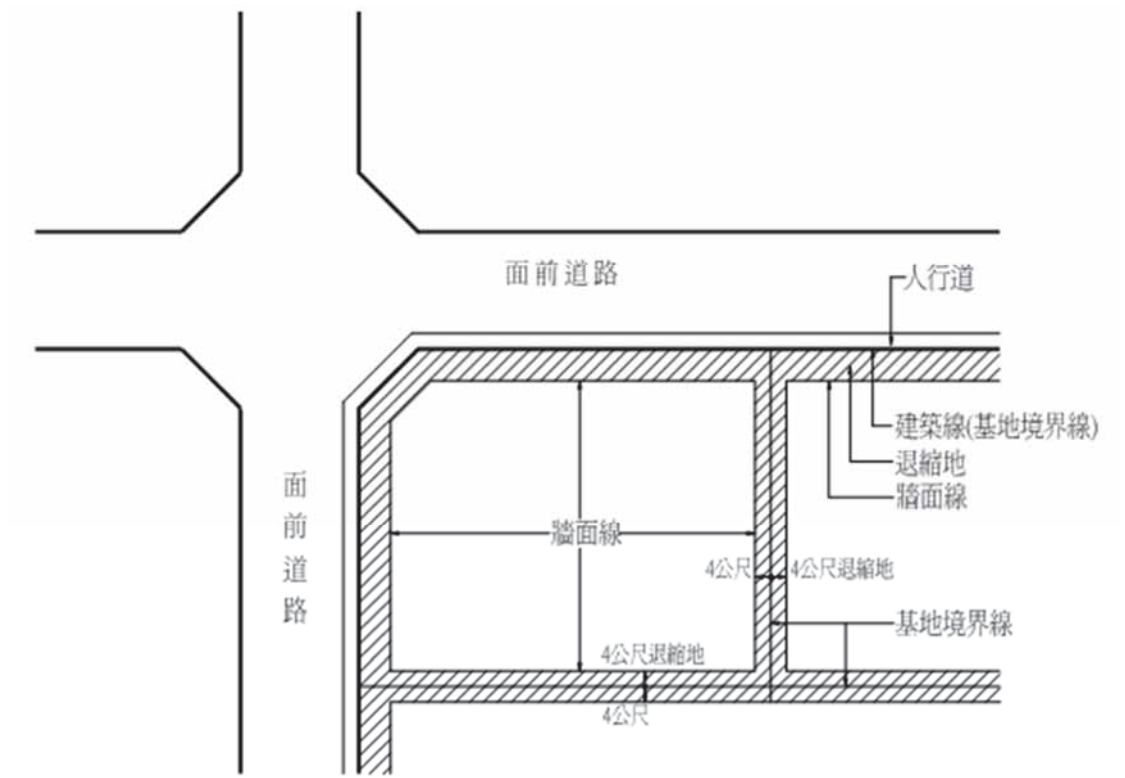 面前道路
人行道
建築線(基地境界線)
退縮地
牆面線
面前道路
牆面線
4公尺
4公尺退縮地
基地境界線
4公尺退縮地
4公尺